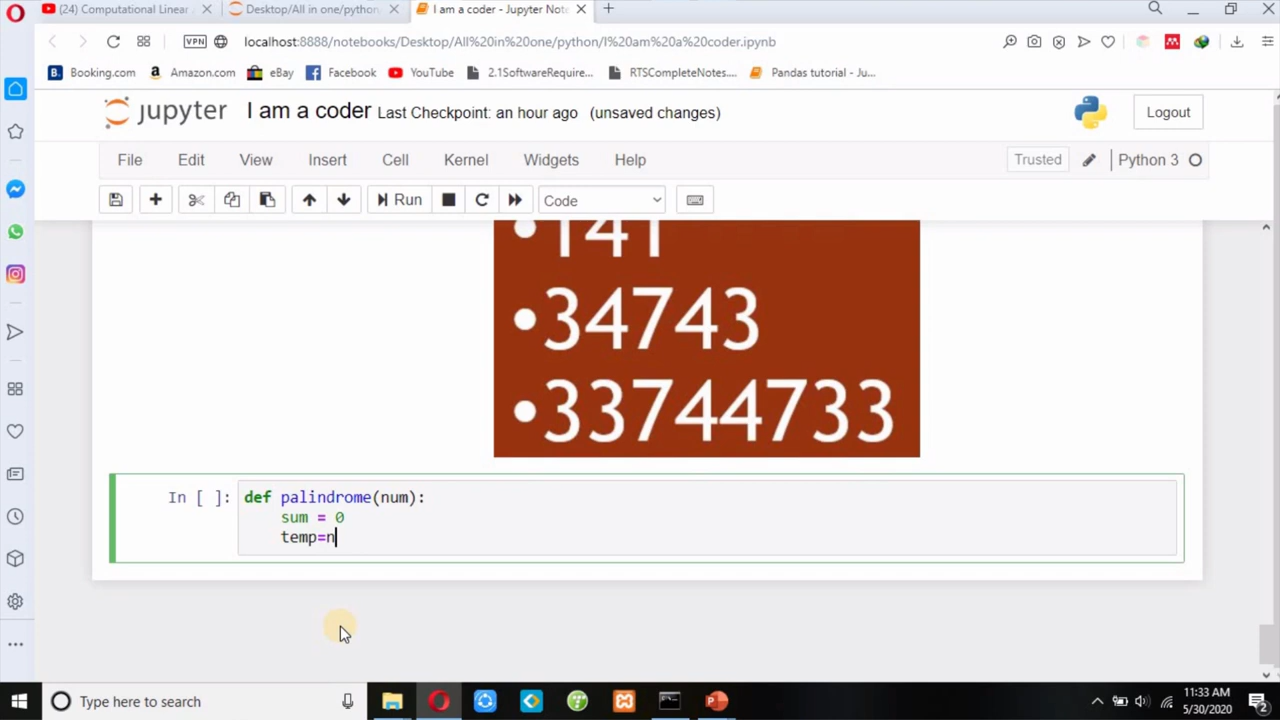 (24) Computational Linear
Desktop/All in one/python
I am a coder - Jupyter Note
VPN
localhost:8888/notebooks/Desktop/All%20in%20one/python/I%20am%20a%20coder.ipynb
B. Booking.com
Amazon.com
eBay
Facebook
YouTube
2.1SoftwareRequire...
RTSCompleteNotes....
Pandas tutorial - Ju...
jupyter
I am a coder Last Checkpoint: an hour ago (unsaved changes)
Logout
File Edit View Insert Cell Kernel Widgets Help
Trusted
Python 3
Run
Code
•141
•34743
•33744733
In [ ]: def palindrome(num):
sum = 0
temp=n
Type here to search
11:33 AM
5/30/2020
2